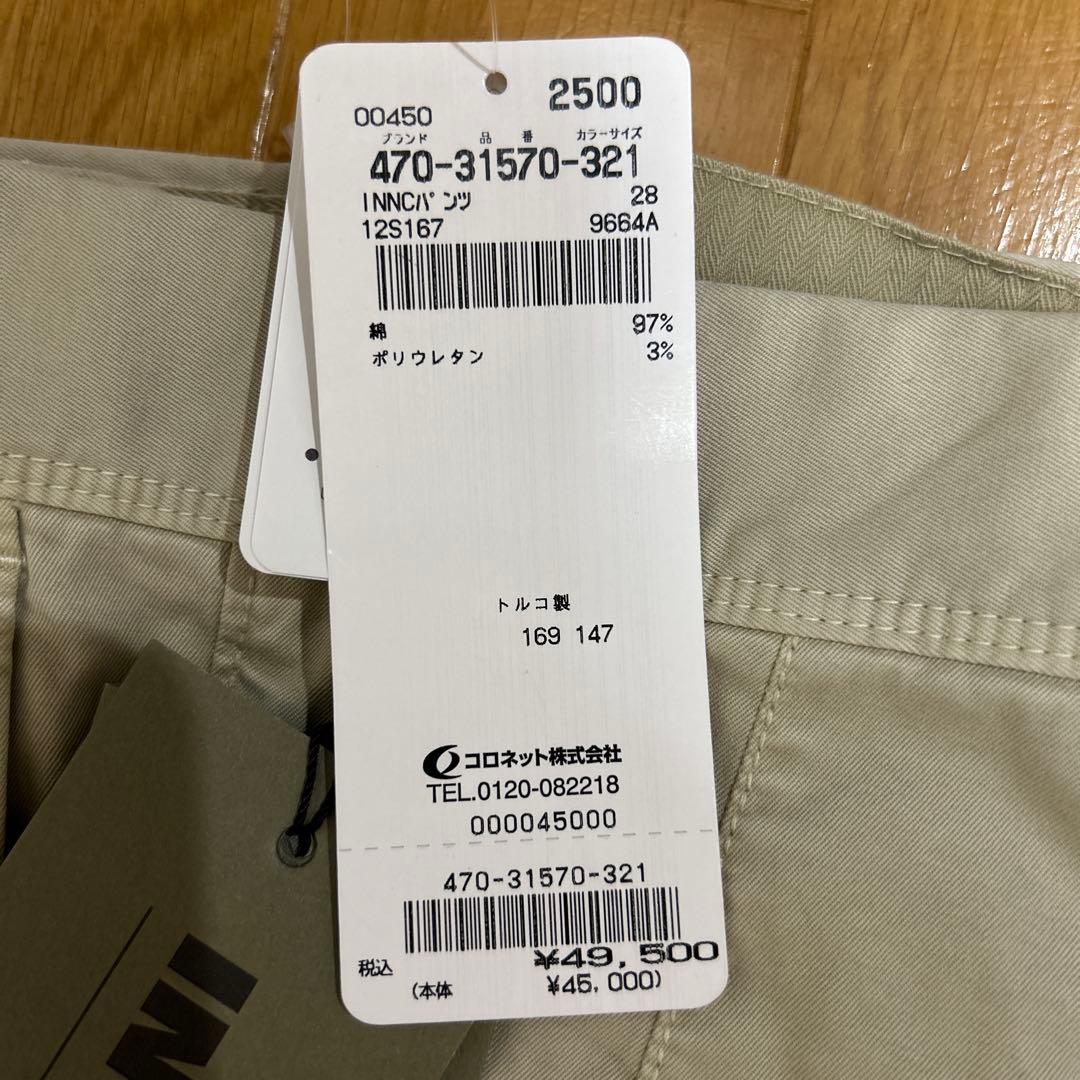 2500
00450
ブランド 品 番 カラーサイズ
470-31570-321
INNCパンツ 28
12S167 9664A
綿 97%
ポリウレタン 3%
トルコ製
169 147
コロネット株式会社
TEL.0120-082218
000045000
470-31570-321
税込 ¥49,500
(本体 ¥45,000)
IN
NI